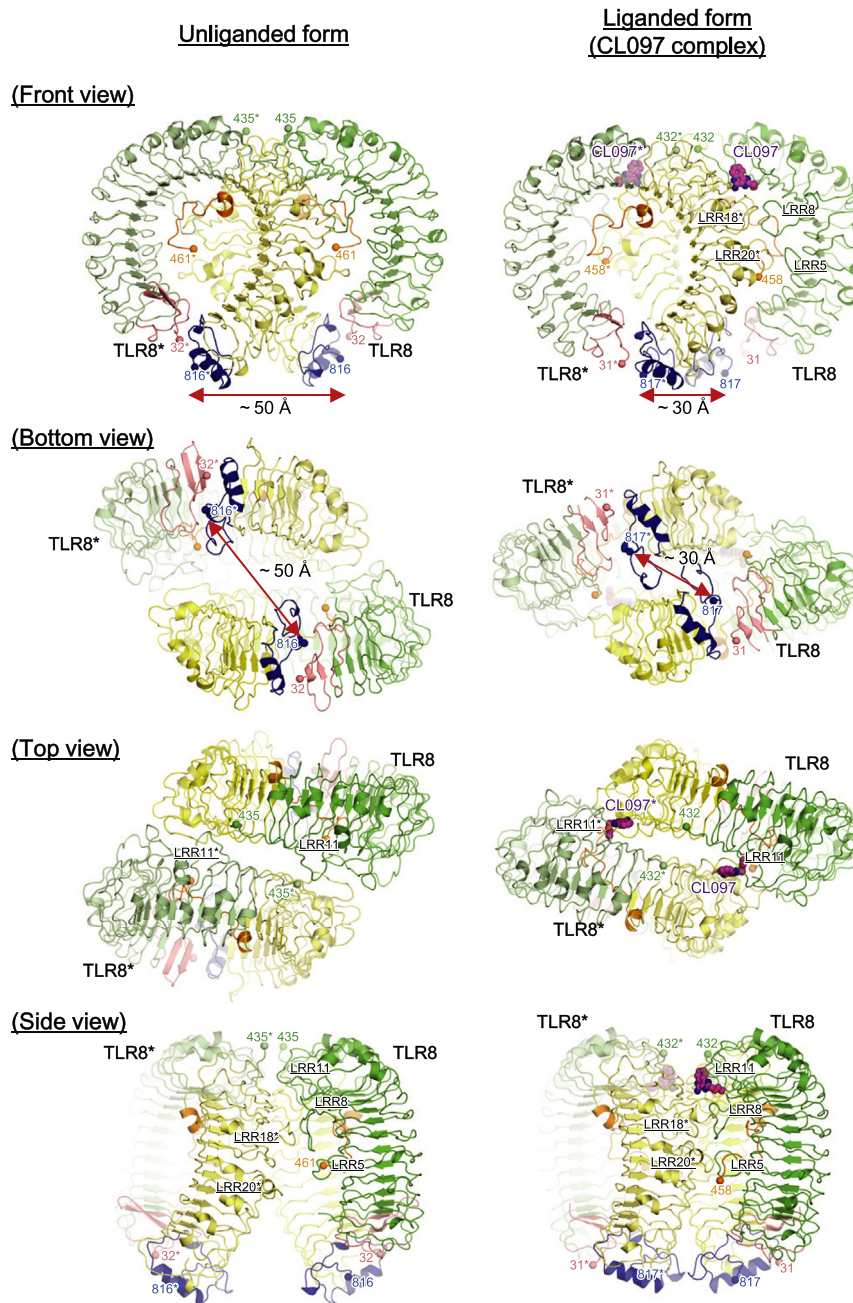 Unliganded form
Liganded form
(CL097 complex)
(Front view)
435*
435
461*
461
32*
32
TLR8*
TLR8
816*
816
~ 50 Å
432*
432
CL097*
CL097
LRR18*
LRR8
LRR20*
LRR5
458*
458
TLR8*
31*
31
TLR8
817*
817
~ 30 Å
(Bottom view)
32*
816*
TLR8*
~ 50 Å
TLR8
816
32
TLR8*
31*
817*
~ 30 Å
817
31
TLR8
(Top view)
TLR8
435
LRR11*
LRR11
435*
TLR8*
TLR8
CL097*
432
LRR11*
LRR11
432*
CL097
TLR8*
(Side view)
TLR8*
435*
435
TLR8
LRR11
LRR8
LRR18*
461
LRR5
LRR20*
32*
32
816*
816
TLR8*
432*
432
TLR8
LRR11
LRR8
LRR18*
LRR20*
LRR5
458
31*
31
817*
817